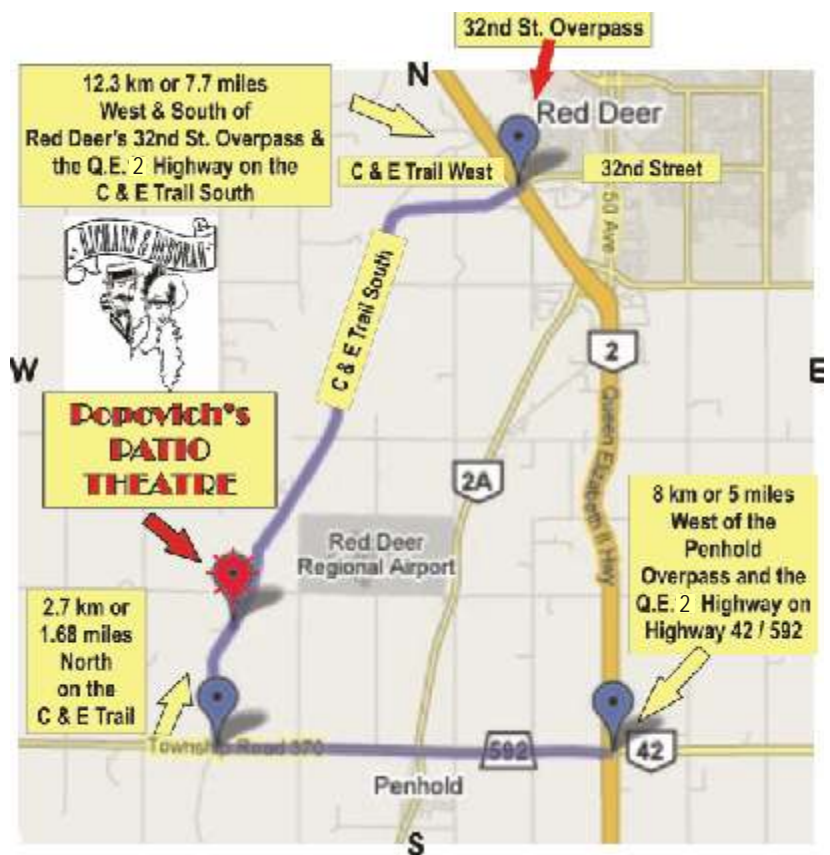 32nd St. Overpass
N
12.3 km or 7.7 miles
West & South of
Red Deer's 32nd St. Overpass &
the Q.E. 2 Highway on the
C & E Trail South
Red Deer
C & E Trail West
32nd Street
50 Ave
RICHARD & DEBORAH
C & E Trail South
2
W
E
Popovich's
PATIO
THEATRE
Queen Elizabeth II Hwy
2A
8 km or 5 miles
West of the
Penhold
Overpass and the
Q.E. 2 Highway on
Highway 42 / 592
Red Deer
Regional Airport
2.7 km or
1.68 miles
North
on the
C & E Trail
Township Road 370
592
42
Penhold
S